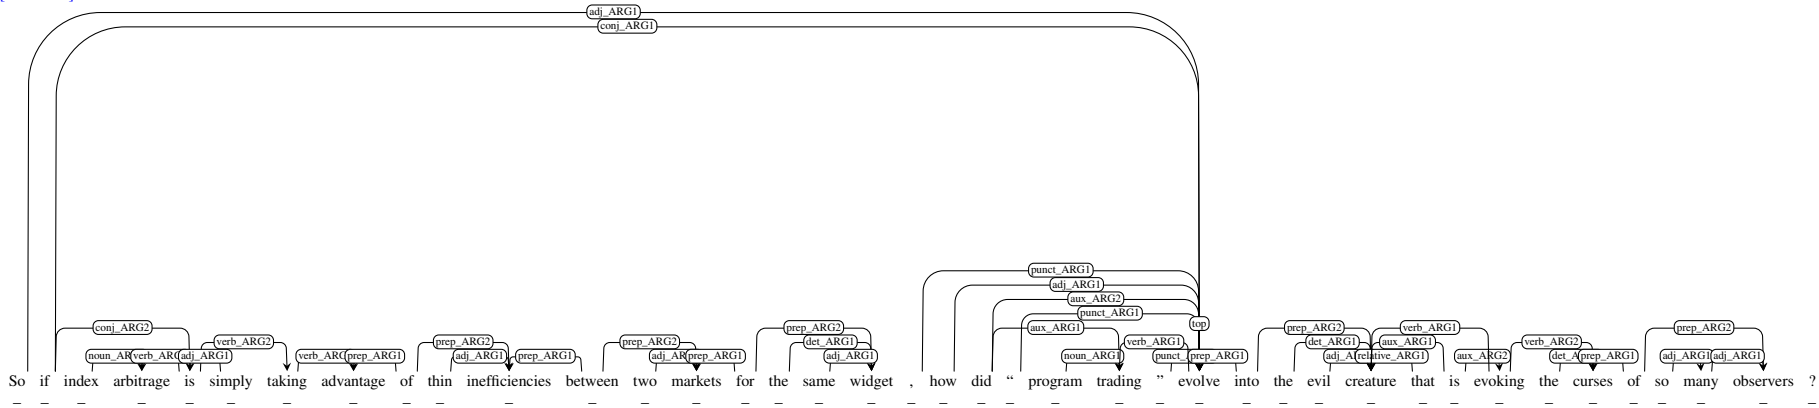 adj_ARG1
conj_ARG1
punct_ARG1
adj_ARG1
aux_ARG2
punct_ARG1
top
conj_ARG2 aux_ARG1 prep_ARG2 verb_ARG1 prep_ARG2 prep_ARG2
verb_ARG2 prep_ARG2 prep_ARG2 det_ARG1 verb_ARG1 det_ARG1 aux_ARG1 verb_ARG2
adj_ARG1 prep_ARG1 adj_ARG1 prep_ARG1 prep_ARG1 adj_ARG1 noun_ARG1 prep_ARG1 relative_ARG1 aux_ARG2 prep_ARG1 adj_ARG1 adj_ARG1
So if index arbitrage is simply taking advantage of thin inefficiencies between two markets for the same widget , how did “ program trading ” evolve into the evil creature that is evoking the curses of so many observers ?